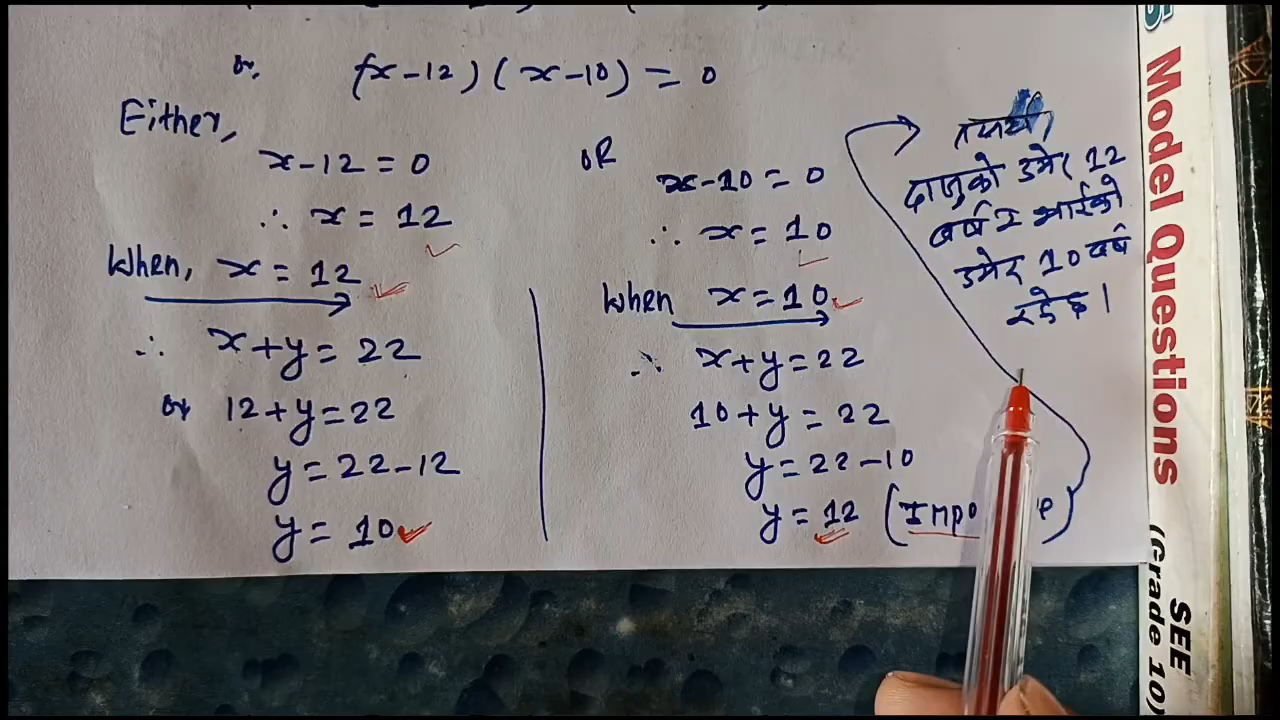 or, (x-12)(x-10) = 0
Either,
x-12 = 0
∴ x = 12
When, x = 12
∴ x+y = 22
or 12+y = 22
y = 22-12
y = 10
OR
x-10 = 0
∴ x = 10
When x = 10
∴ x+y = 22
10+y = 22
y = 22-10
y = 12
दाजुको उमेर 12
वर्ष र भाईको
उमेर 10 वर्ष
रहेछ।
Model Questions
SEE
(Grade 10)